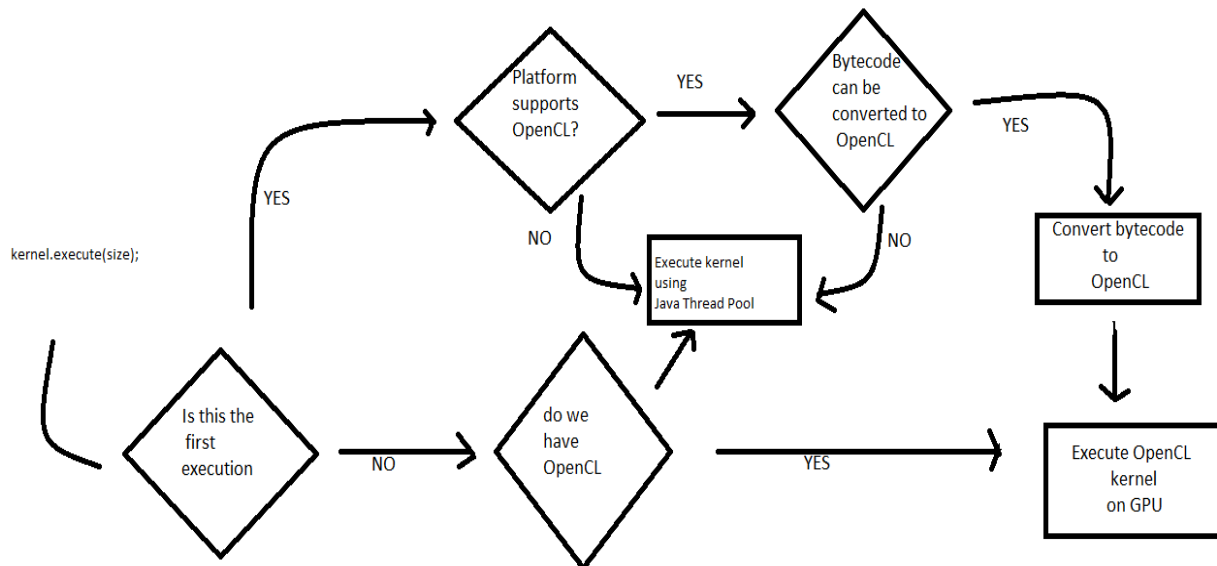 Platform
supports
OpenCL?
YES
Bytecode
can be
converted to
OpenCL
YES
YES
NO
NO
kernel.execute(size);
Execute kernel
using
Java Thread Pool
Convert bytecode
to
OpenCL
Is this the
first
execution
NO
do we
have
OpenCL
YES
Execute OpenCL
kernel
on GPU